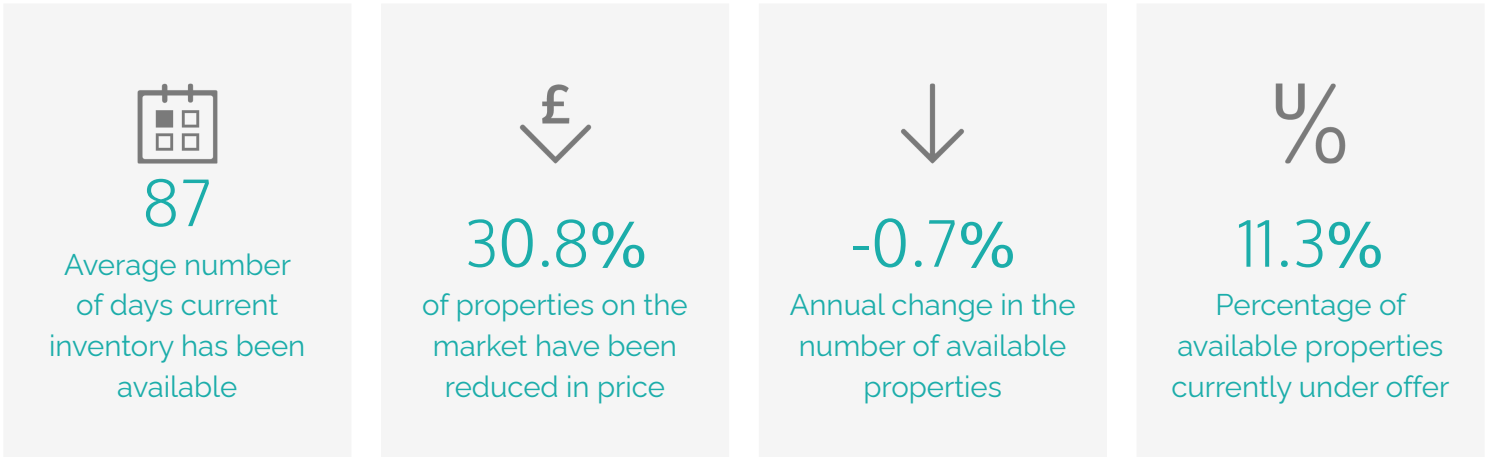 87
Average number
of days current
inventory has been
available
£
30.8%
of properties on the
market have been
reduced in price
-0.7%
Annual change in the
number of available
properties
U/O
11.3%
Percentage of
available properties
currently under offer